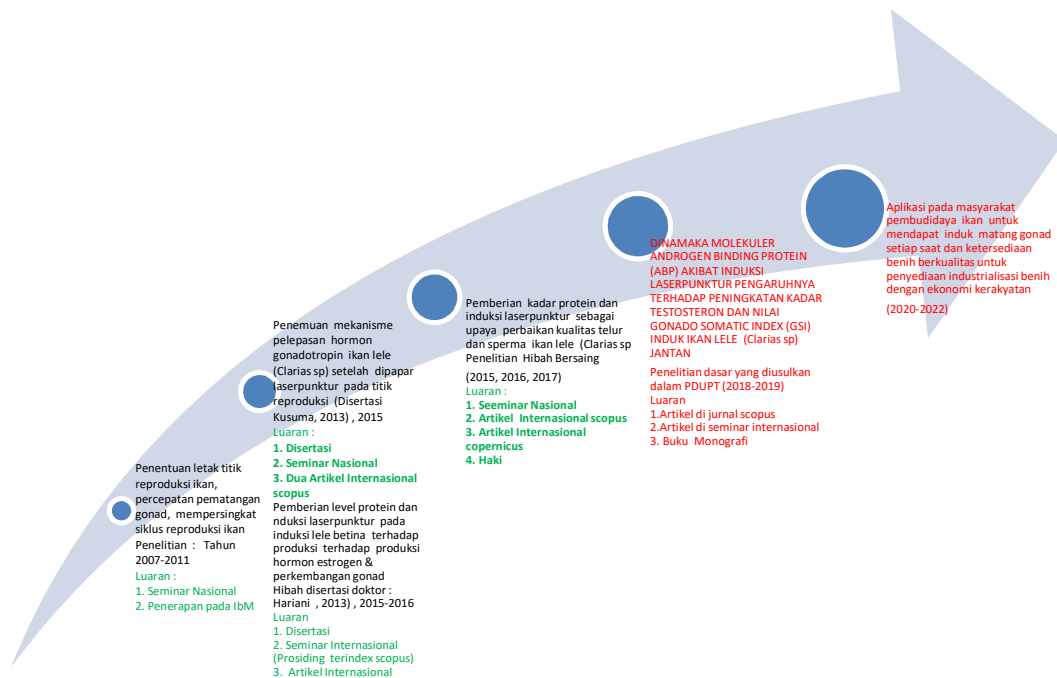 Penentuan letak titik
reproduksi ikan,
percepatan pematangan
gonad, mempersingkat
siklus reproduksi ikan
Penelitian : Tahun
2007-2011
Luaran :
1. Seminar Nasional
2. Penerapan pada IbM
Penemuan mekanisme
pelepasan hormon
gonadotropin ikan lele
(Clarias sp) setelah dipapar
laserpunktur pada titik
reproduksi (Disertasi
Kusuma, 2013) , 2015
Luaran :
1. Disertasi
2. Seminar Nasional
3. Dua Artikel Internasional
scopus
Pemberian level protein dan
nduksi laserpunktur pada
induksi lele betina terhadap
produksi terhadap produksi
hormon estrogen &
perkembangan gonad
Hibah disertasi doktor :
Hariani , 2013) , 2015-2016
Luaran
1. Disertasi
2. Seminar Internasional
(Prosiding terindex scopus)
3. Artikel Internasional
Pemberian kadar protein dan
induksi laserpunktur sebagai
upaya perbaikan kualitas telur
dan sperma ikan lele (Clarias sp
Penelitian Hibah Bersaing
(2015, 2016, 2017)
Luaran :
1. Seeminar Nasional
2. Artikel Internasional scopus
3. Artikel Internasional
copernicus
4. Haki
DINAMAKA MOLEKULER
ANDROGEN BINDING PROTEIN
(ABP) AKIBAT INDUKSI
LASERPUNKTUR PENGARUHNYA
TERHADAP PENINGKATAN KADAR
TESTOSTERON DAN NILAI
GONADO SOMATIC INDEX (GSI)
INDUK IKAN LELE (Clarias sp)
JANTAN
Penelitian dasar yang diusulkan
dalam PDUPT (2018-2019)
Luaran
1.Artikel di jurnal scopus
2.Artikel di seminar internasional
3. Buku Monografi
Aplikasi pada masyarakat
pembudidaya ikan untuk
mendapat induk matang gonad
setiap saat dan ketersediaan
benih berkualitas untuk
penyediaan industrialisasi benih
dengan ekonomi kerakyatan
(2020-2022)